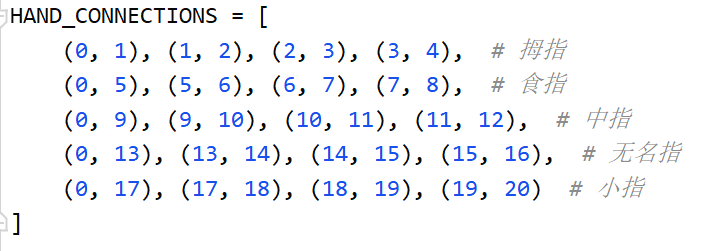 HAND_CONNECTIONS = [
    (0, 1), (1, 2), (2, 3), (3, 4),  # 拇指
    (0, 5), (5, 6), (6, 7), (7, 8),  # 食指
    (0, 9), (9, 10), (10, 11), (11, 12),  # 中指
    (0, 13), (13, 14), (14, 15), (15, 16),  # 无名指
    (0, 17), (17, 18), (18, 19), (19, 20)  # 小指
]